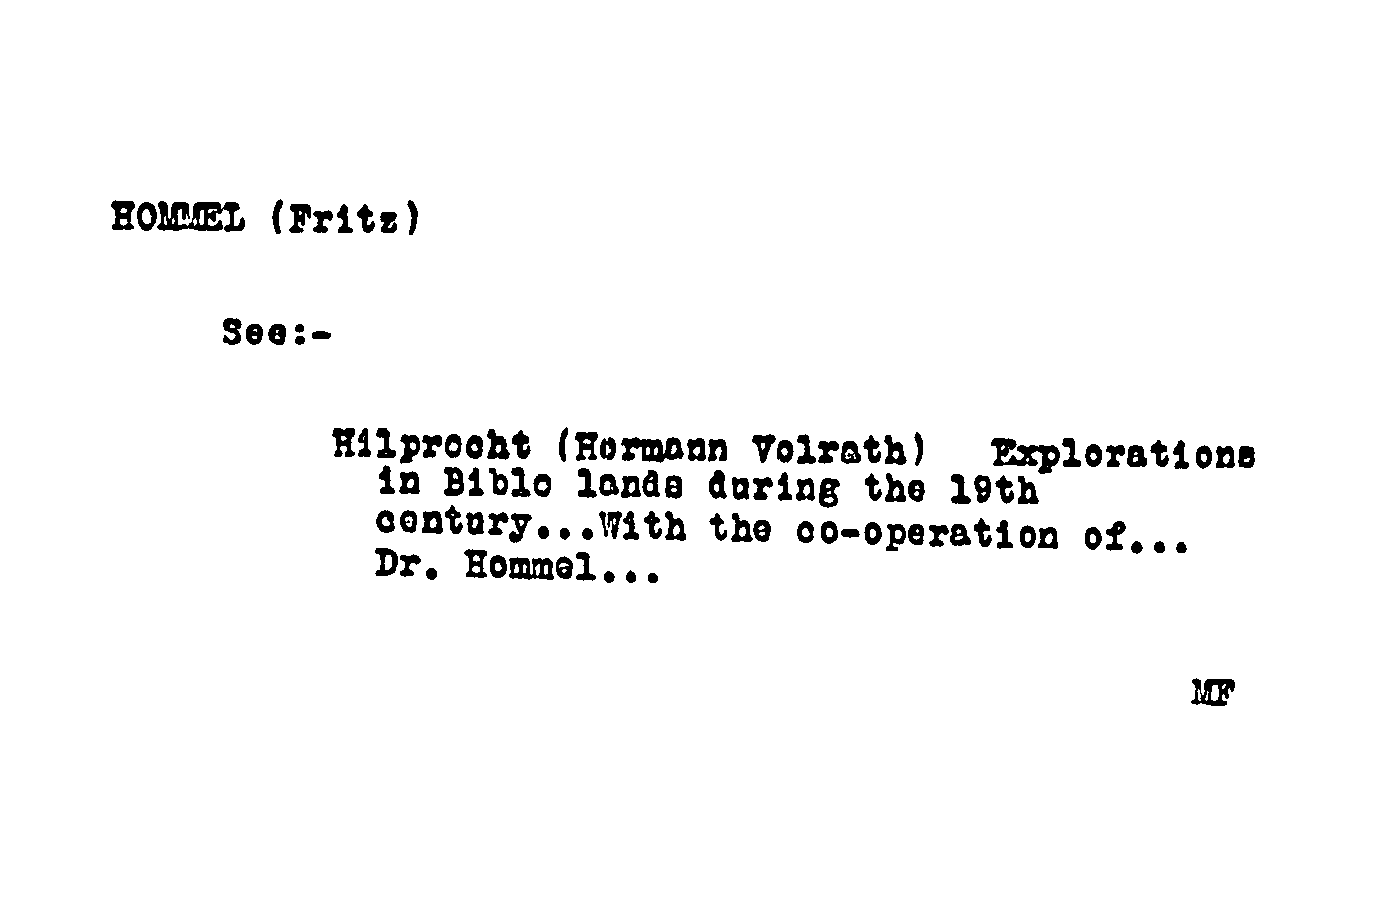 HOMMEL (Fritz)
See:-
Hilprecht (Hermann Volrath) Explorations
in Bible lands during the 19th
century...With the co-operation of...
Dr. Hommel...
MF